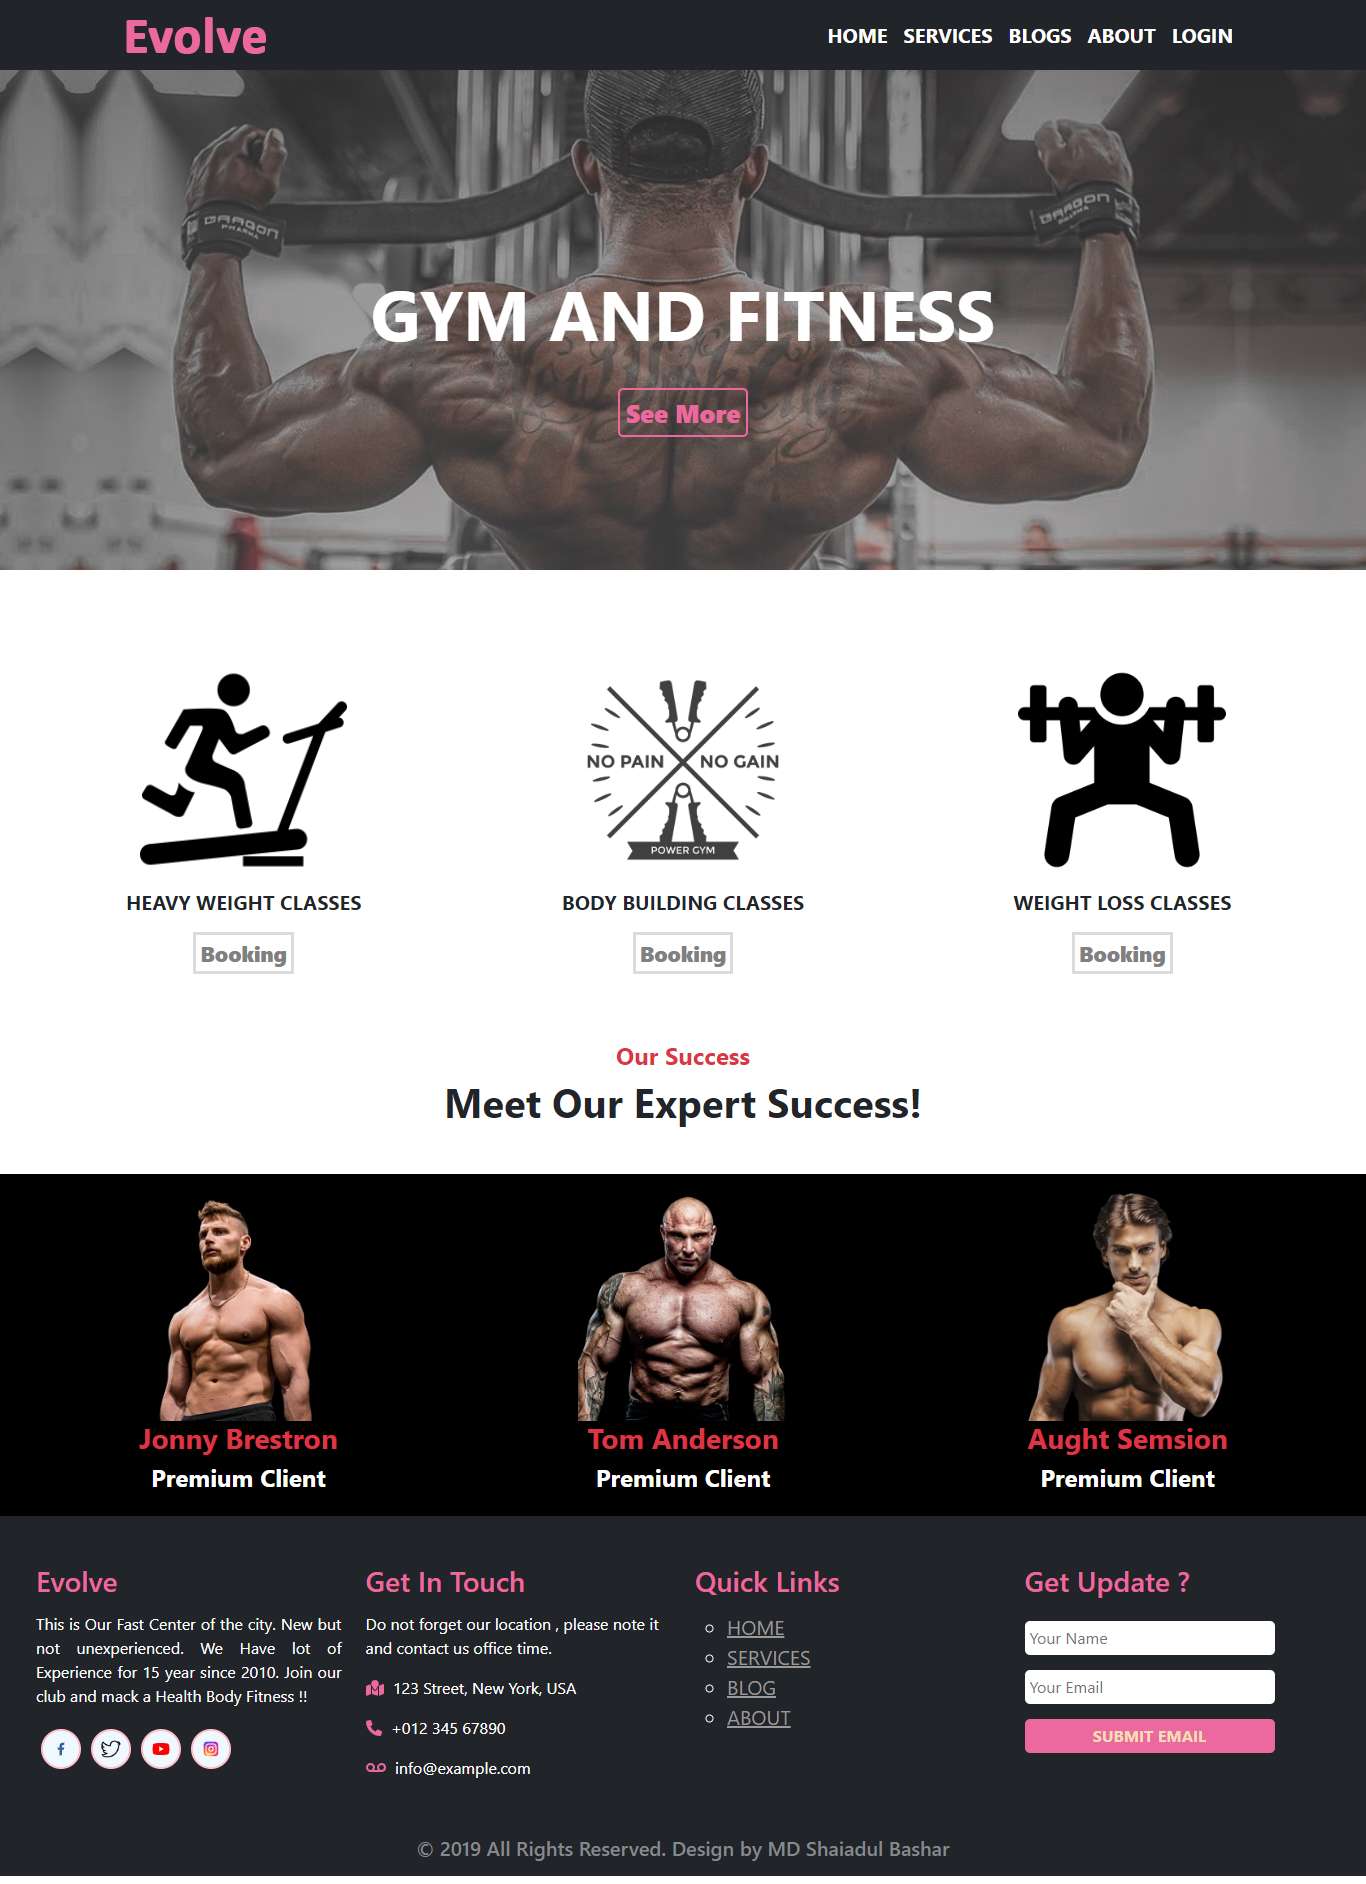 Evolve
HOME SERVICES BLOGS ABOUT LOGIN
DRAGON
PHARMA
DRAGON
PHARMA
GYM AND FITNESS
See More
NO PAIN NO GAIN
POWER GYM
HEAVY WEIGHT CLASSES
BODY BUILDING CLASSES
WEIGHT LOSS CLASSES
Booking
Booking
Booking
Our Success
Meet Our Expert Success!
Jonny Brestron
Premium Client
Tom Anderson
Premium Client
Aught Semsion
Premium Client
Evolve
This is Our Fast Center of the city. New but
not unexperienced. We Have lot of
Experience for 15 year since 2010. Join our
club and mack a Health Body Fitness !!
Get In Touch
Do not forget our location , please note it
and contact us office time.
123 Street, New York, USA
+012 345 67890
info@example.com
Quick Links
HOME
SERVICES
BLOG
ABOUT
Get Update ?
Your Name
Your Email
SUBMIT EMAIL
© 2019 All Rights Reserved. Design by MD Shaiadul Bashar